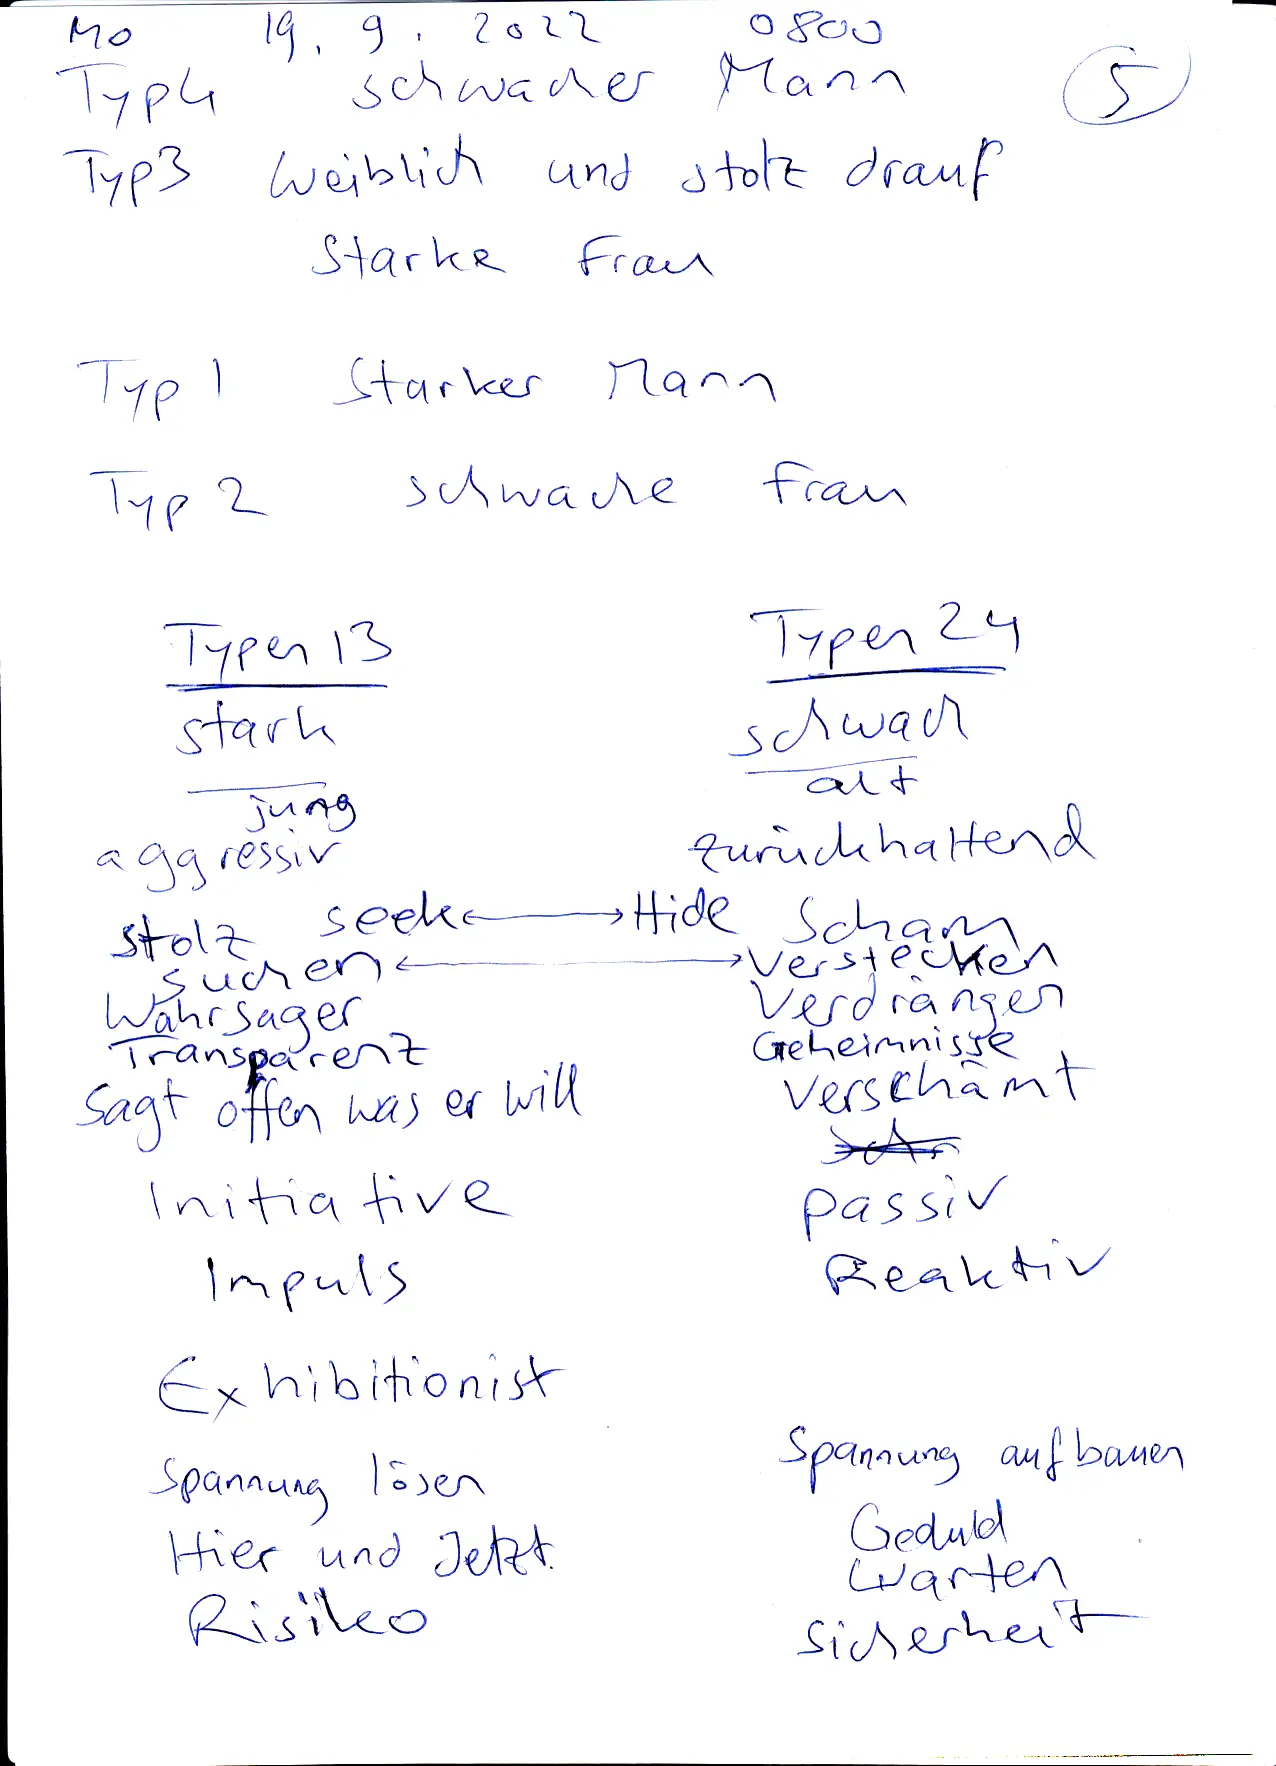 Mo 19. 9. 2022 0800
Typ4 schwacher Mann 5
Typ3 Weiblich und stolz drauf
Starke Frau
Typ 1 Starker Mann
Typ 2 schwache Frau
Typen 13 Typen 24
stark schwach
jung alt
aggressiv zurückhaltend
stolz seek ↔ Hide Scham
suchen ↔ Verstecken
Wahrsager Verdrängen
Transparenz Geheimnisse
Sagt offen was er will verschämt
Initiative passiv
Impuls Reaktiv
Exhibitionist
Spannung lösen Spannung aufbauen
Hier und Jetzt. Geduld
Warten
Risiko Sicherheit